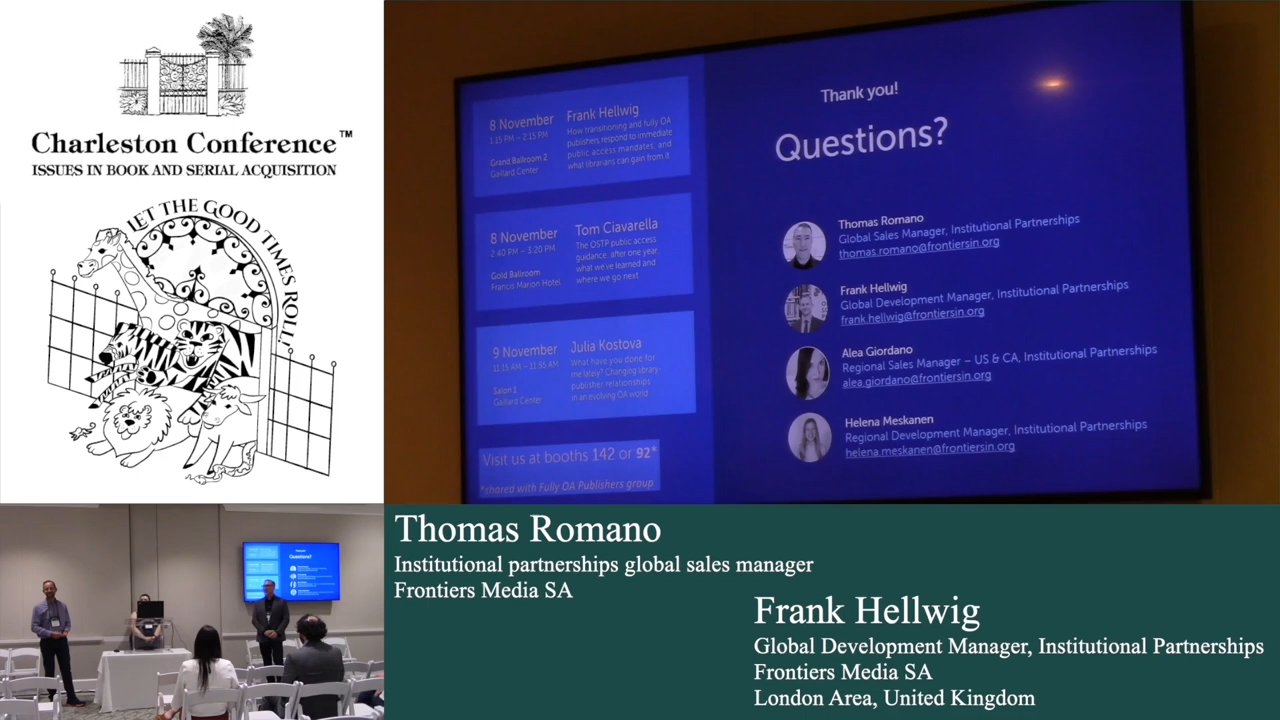 Charleston Conference™
ISSUES IN BOOK AND SERIAL ACQUISITION
LET THE GOOD TIMES ROLL!
8 November
1:15 PM – 2:15 PM
Grand Ballroom 2
Gaillard Center
Frank Hellwig
How transitioning and fully OA
publishers respond to immediate
public access mandates, and
what librarians can gain from it
8 November
2:40 PM – 3:20 PM
Gold Ballroom
Francis Marion Hotel
Tom Ciavarella
The OSTP public access
guidance, after one year,
what we've learned and
where we go next
9 November
11:15 AM – 11:55 AM
Salon 1
Gaillard Center
Julia Kostova
What have you done for
me lately? Changing library-
publisher relationships
in an evolving OA world
Visit us at booths 142 or 92*
*shared with Fully OA Publishers group
Thank you!
Questions?
Thomas Romano
Global Sales Manager, Institutional Partnerships
thomas.romano@frontiersin.org
Frank Hellwig
Global Development Manager, Institutional Partnerships
frank.hellwig@frontiersin.org
Alea Giordano
Regional Sales Manager – US & CA, Institutional Partnerships
alea.giordano@frontiersin.org
Helena Meskanen
Regional Development Manager, Institutional Partnerships
helena.meskanen@frontiersin.org
Questions?
Thomas Romano
Institutional partnerships global sales manager
Frontiers Media SA
Frank Hellwig
Global Development Manager, Institutional Partnerships
Frontiers Media SA
London Area, United Kingdom